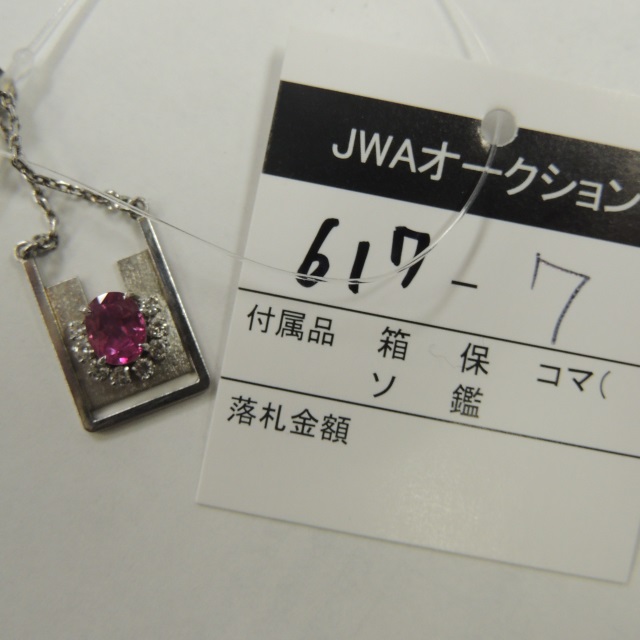 JWAオークション
617-7
付属品 箱 保 コマ(
ソ 鑑
落札金額